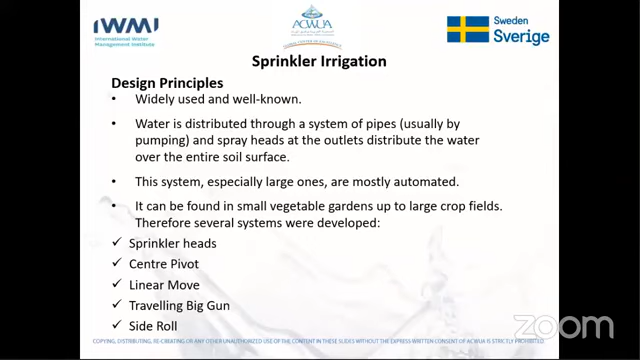 IWMI
International Water
Management Institute
ACWUA
Sweden
Sverige
Sprinkler Irrigation
Design Principles
• Widely used and well-known.
• Water is distributed through a system of pipes (usually by
pumping) and spray heads at the outlets distribute the water
over the entire soil surface.
• This system, especially large ones, are mostly automated.
• It can be found in small vegetable gardens up to large crop fields.
Therefore several systems were developed:
✓ Sprinkler heads
✓ Centre Pivot
✓ Linear Move
✓ Travelling Big Gun
✓ Side Roll
zoom
COPYING, DISTRIBUTING, RE-CREATING OR ANY OTHER UNAUTHORIZED USE OF THE CONTENT IN THESE SLIDES WITHOUT THE EXPRESS WRITTEN CONSENT OF ACWUA IS STRICTLY PROHIBITED.